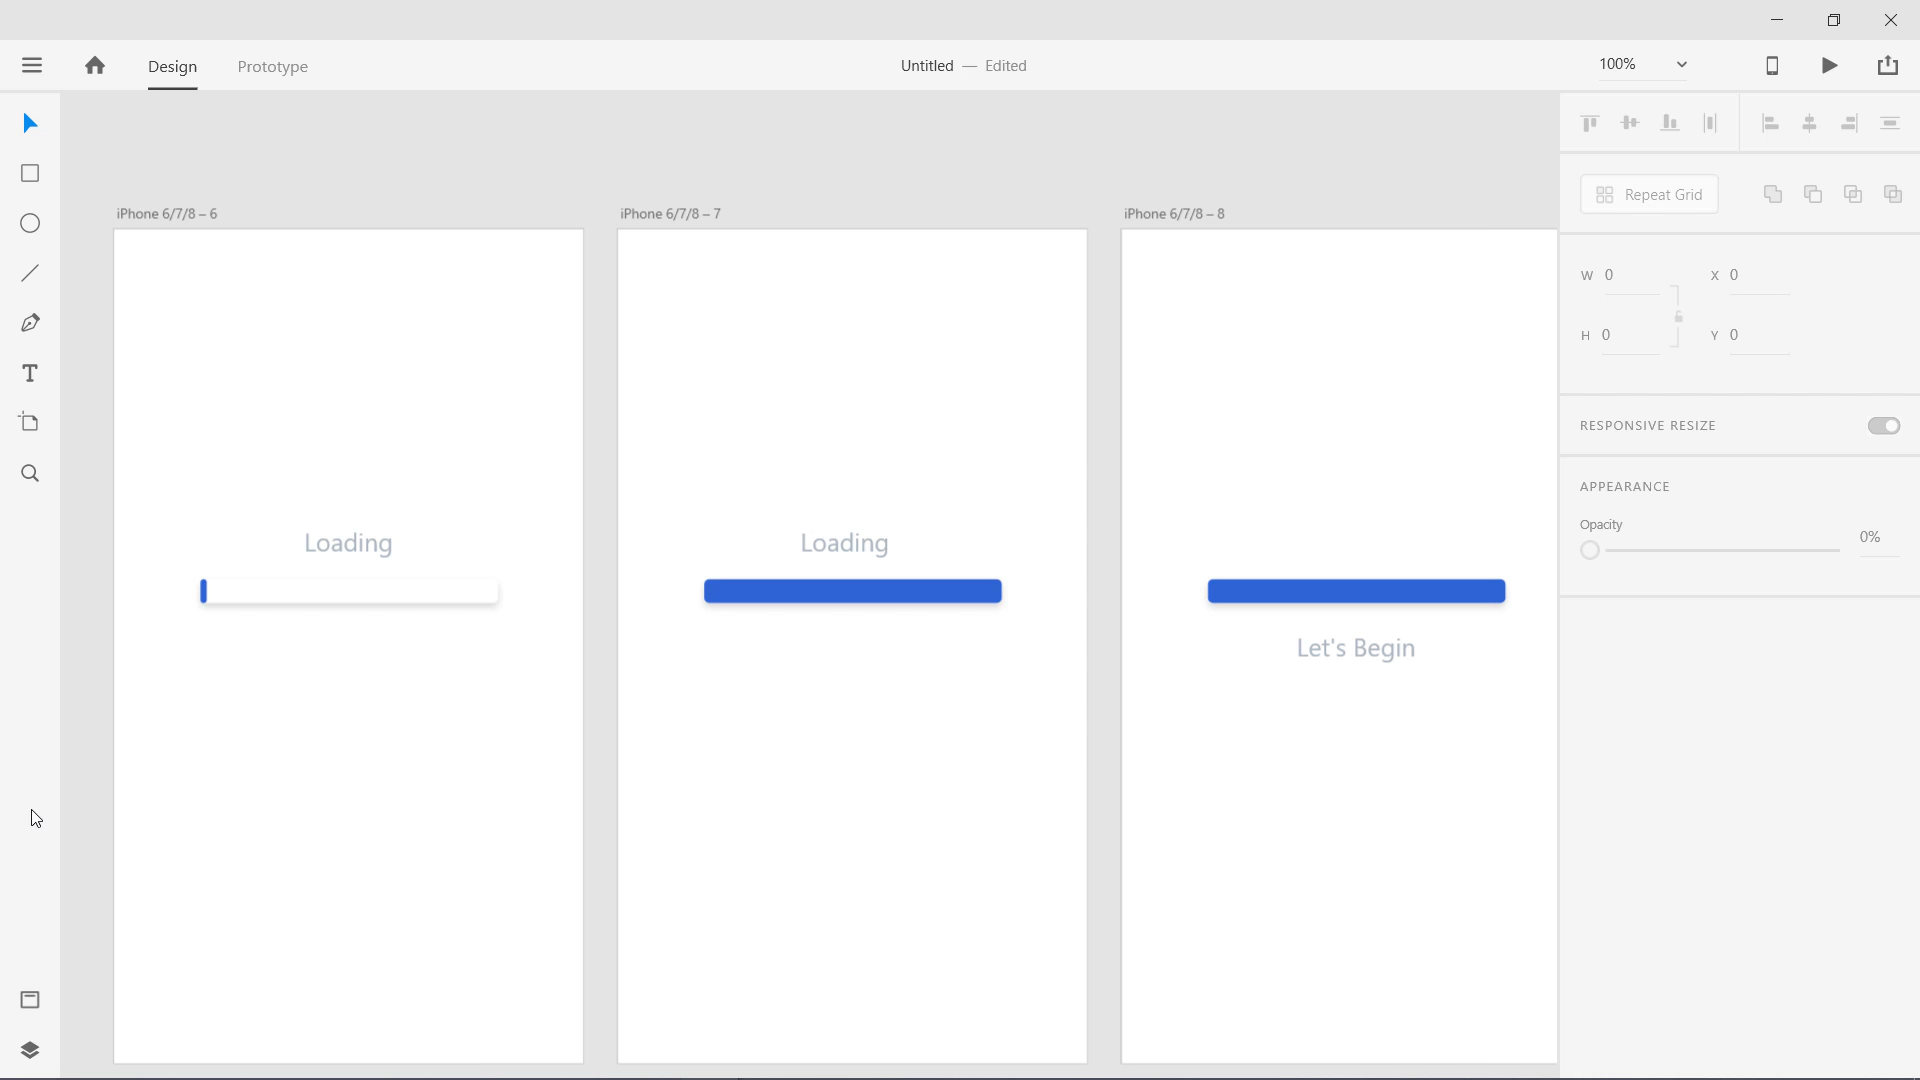 Design
Prototype
Untitled — Edited
100%
Repeat Grid
W 0
X 0
H 0
Y 0
RESPONSIVE RESIZE
APPEARANCE
Opacity
0%
iPhone 6/7/8 – 6
Loading
iPhone 6/7/8 – 7
Loading
iPhone 6/7/8 – 8
Let's Begin